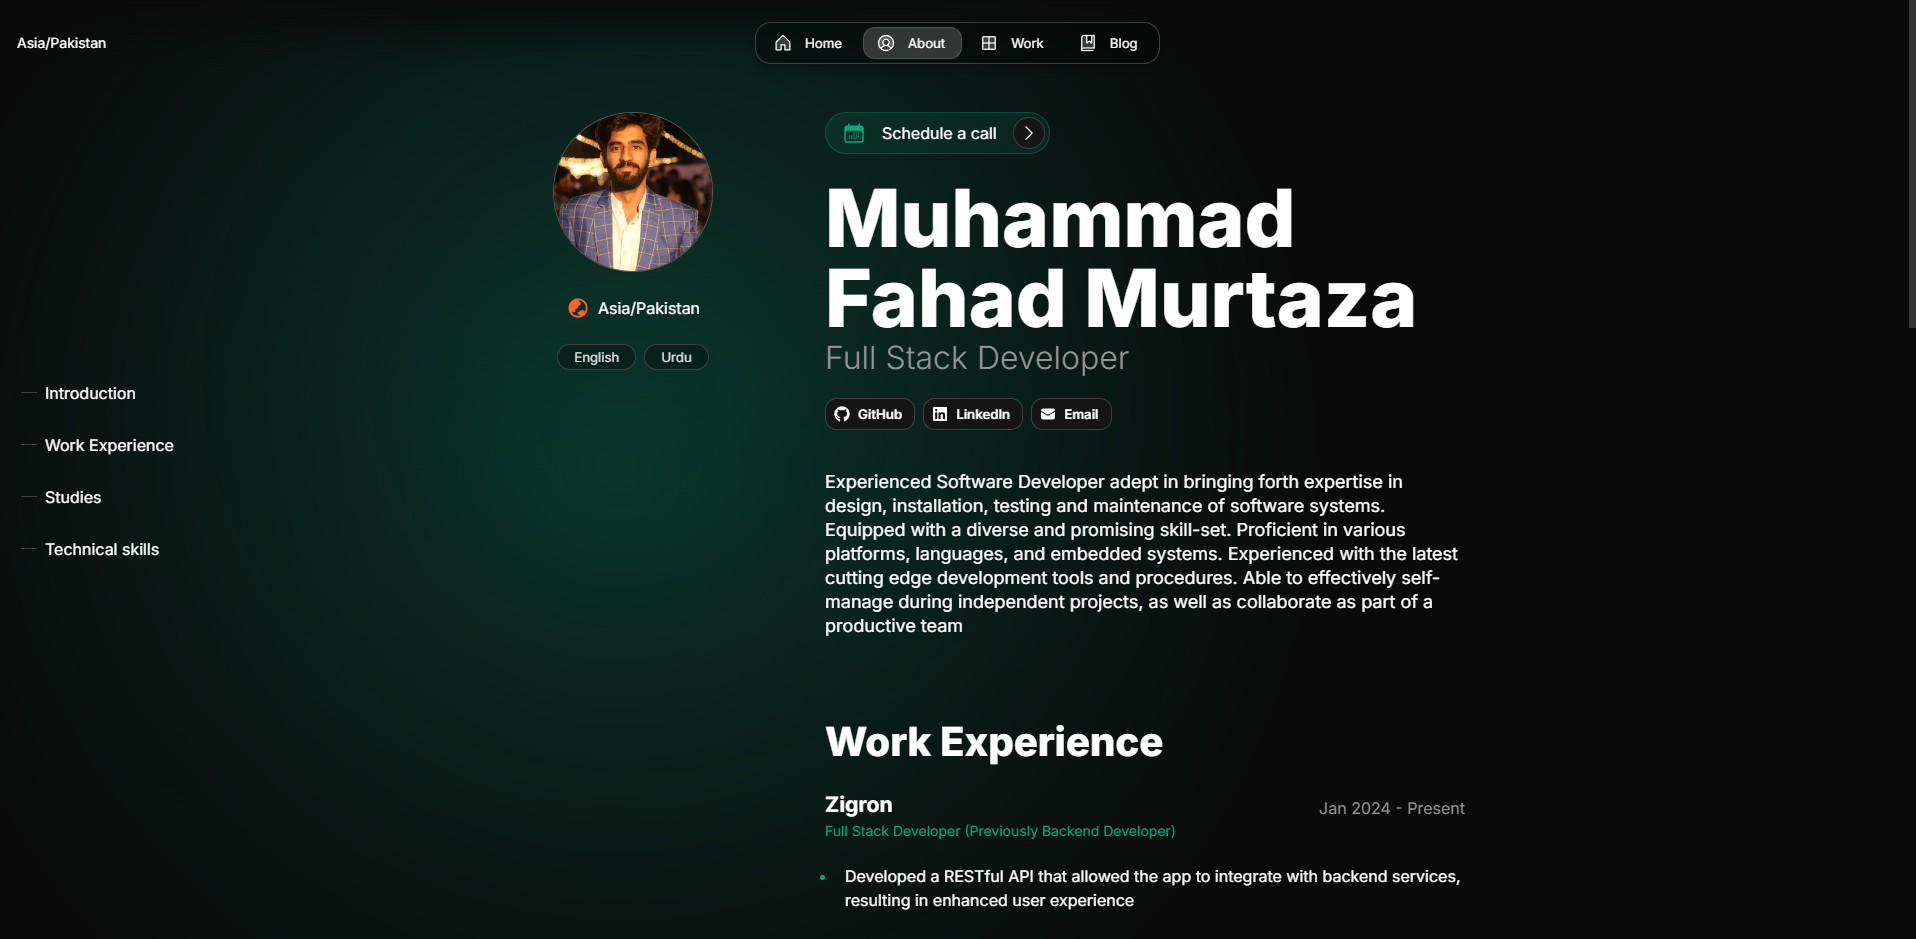 Asia/Pakistan
Home
About
Work
Blog
Schedule a call
Muhammad
Fahad Murtaza
Full Stack Developer
Asia/Pakistan
English
Urdu
GitHub
LinkedIn
Email
Introduction
Work Experience
Studies
Technical skills
Experienced Software Developer adept in bringing forth expertise in
design, installation, testing and maintenance of software systems.
Equipped with a diverse and promising skill-set. Proficient in various
platforms, languages, and embedded systems. Experienced with the latest
cutting edge development tools and procedures. Able to effectively self-
manage during independent projects, as well as collaborate as part of a
productive team
Work Experience
Zigron
Jan 2024 - Present
Full Stack Developer (Previously Backend Developer)
Developed a RESTful API that allowed the app to integrate with backend services,
resulting in enhanced user experience